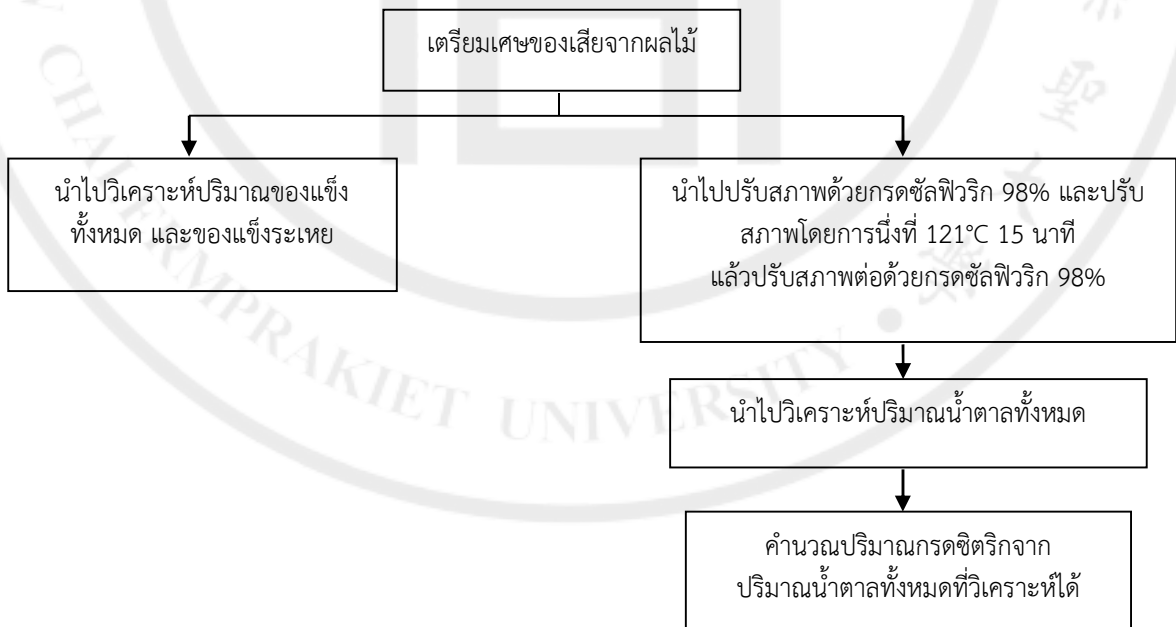 เตรียมเศษของเสียจากผลไม้
นำไปวิเคราะห์ปริมาณของแข็ง
ทั้งหมด และของแข็งระเหย
นำไปปรับสภาพด้วยกรดซัลฟิวริก 98% และปรับ
สภาพโดยการนึ่งที่ 121°C 15 นาที
แล้วปรับสภาพต่อด้วยกรดซัลฟิวริก 98%
นำไปวิเคราะห์ปริมาณน้ำตาลทั้งหมด
คำนวณปริมาณกรดซิตริกจาก
ปริมาณน้ำตาลทั้งหมดที่วิเคราะห์ได้
CHALERMPRAKIET UNIVERSITY